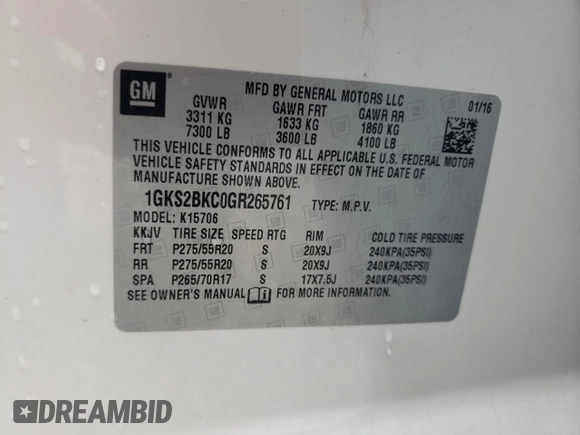 GM
MFD BY GENERAL MOTORS LLC
01/16
GVWR GAWR FRT GAWR RR
3311 KG 1633 KG 1860 KG
7300 LB 3600 LB 4100 LB
THIS VEHICLE CONFORMS TO ALL APPLICABLE U.S. FEDERAL MOTOR
VEHICLE SAFETY STANDARDS IN EFFECT ON THE DATE OF
MANUFACTURE SHOWN ABOVE.
1GKS2BKC0GR265761 TYPE: M.P.V.
MODEL: K15706
KKJV TIRE SIZE SPEED RTG RIM COLD TIRE PRESSURE
FRT P275/55R20 S 20X9J 240KPA(35PSI)
RR P275/55R20 S 20X9J 240KPA(35PSI)
SPA P265/70R17 S 17X7.5J 240KPA(35PSI)
SEE OWNER'S MANUAL FOR MORE INFORMATION.
DREAMBID